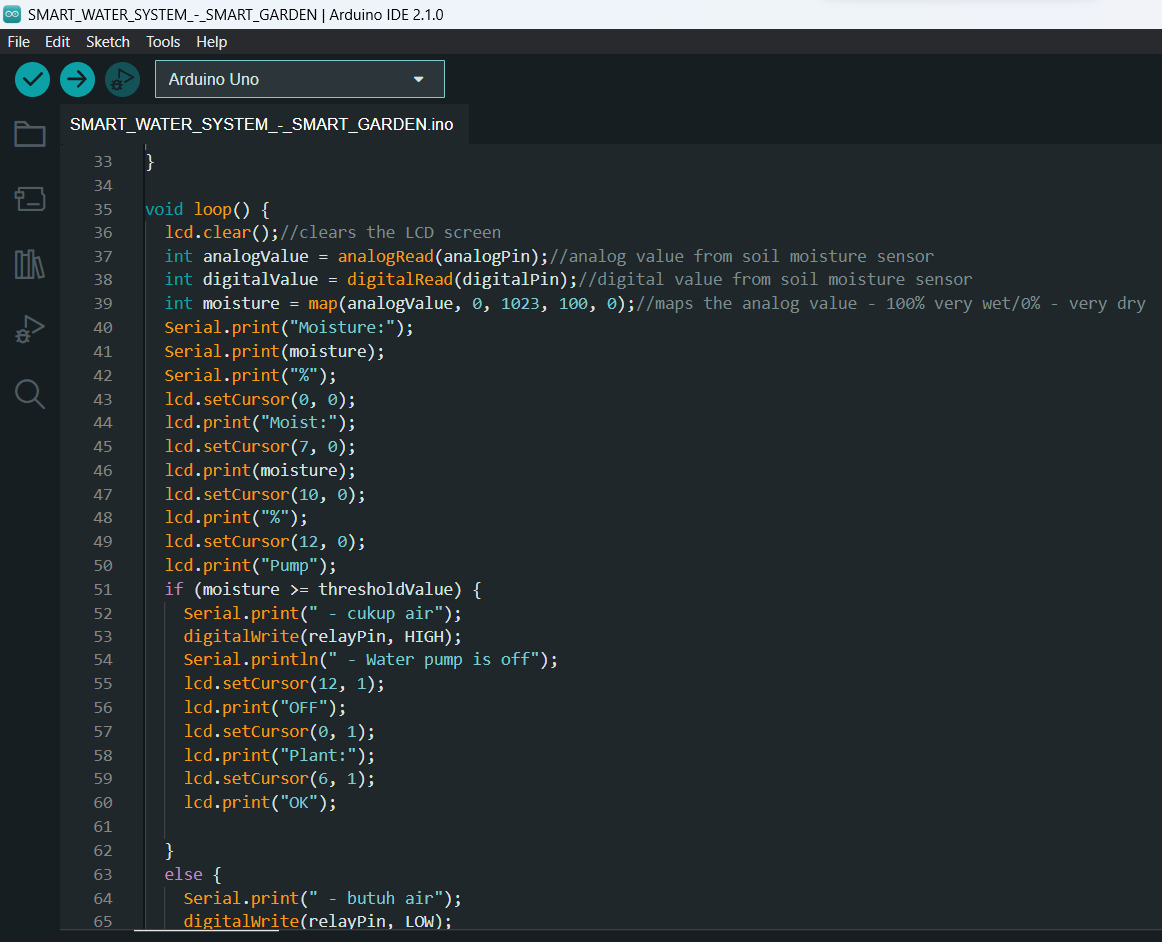 SMART_WATER_SYSTEM_-_SMART_GARDEN | Arduino IDE 2.1.0
File Edit Sketch Tools Help
Arduino Uno
SMART_WATER_SYSTEM_-_SMART_GARDEN.ino
33 }
34
35 void loop() {
36 lcd.clear();//clears the LCD screen
37 int analogValue = analogRead(analogPin);//analog value from soil moisture sensor
38 int digitalValue = digitalRead(digitalPin);//digital value from soil moisture sensor
39 int moisture = map(analogValue, 0, 1023, 100, 0);//maps the analog value - 100% very wet/0% - very dry
40 Serial.print("Moisture:");
41 Serial.print(moisture);
42 Serial.print("%");
43 lcd.setCursor(0, 0);
44 lcd.print("Moist:");
45 lcd.setCursor(7, 0);
46 lcd.print(moisture);
47 lcd.setCursor(10, 0);
48 lcd.print("%");
49 lcd.setCursor(12, 0);
50 lcd.print("Pump");
51 if (moisture >= thresholdValue) {
52 Serial.print(" - cukup air");
53 digitalWrite(relayPin, HIGH);
54 Serial.println(" - Water pump is off");
55 lcd.setCursor(12, 1);
56 lcd.print("OFF");
57 lcd.setCursor(0, 1);
58 lcd.print("Plant:");
59 lcd.setCursor(6, 1);
60 lcd.print("OK");
61
62 }
63 else {
64 Serial.print(" - butuh air");
65 digitalWrite(relayPin, LOW);